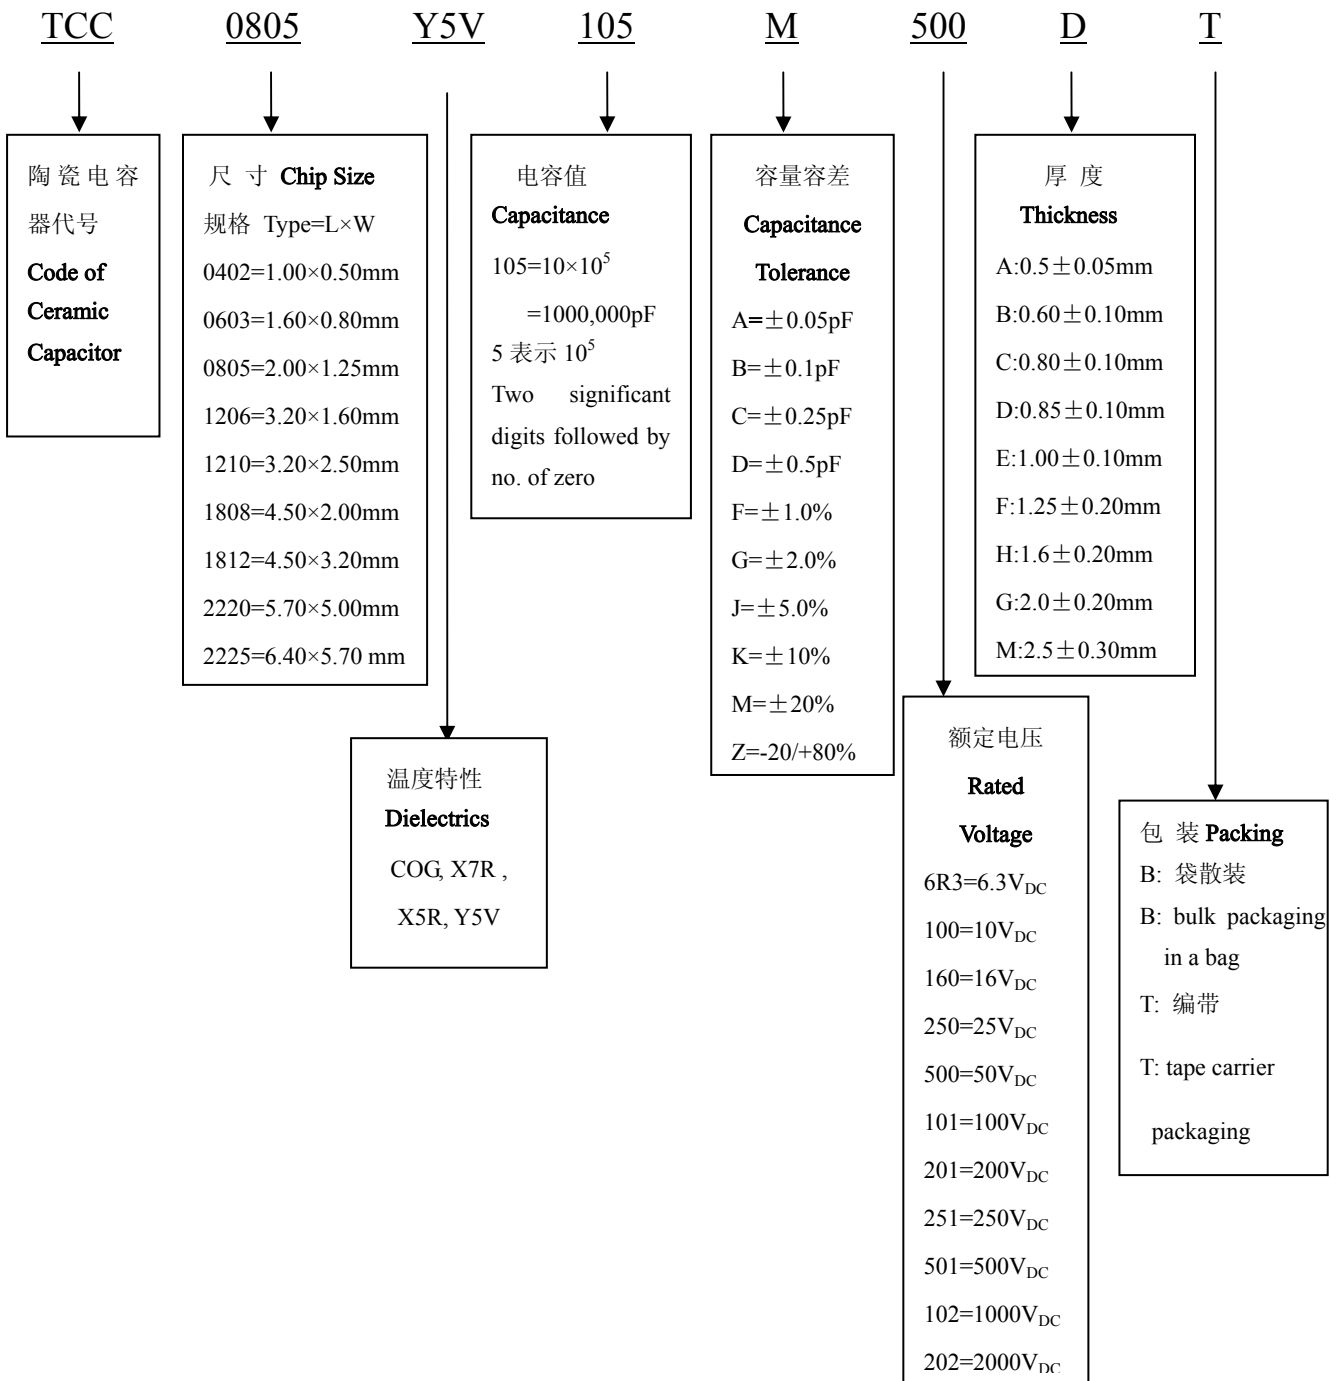 TCC 0805 Y5V 105 M 500 D T
陶瓷电容
器代号
Code of
Ceramic
Capacitor
尺 寸 Chip Size
规格 Type=L×W
0402=1.00×0.50mm
0603=1.60×0.80mm
0805=2.00×1.25mm
1206=3.20×1.60mm
1210=3.20×2.50mm
1808=4.50×2.00mm
1812=4.50×3.20mm
2220=5.70×5.00mm
2225=6.40×5.70 mm
温度特性
Dielectrics
COG, X7R ,
X5R, Y5V
电容值
Capacitance
105=10×10⁵
=1000,000pF
5 表示 10⁵
Two significant
digits followed by
no. of zero
容量容差
Capacitance
Tolerance
A=±0.05pF
B=±0.1pF
C=±0.25pF
D=±0.5pF
F=±1.0%
G=±2.0%
J=±5.0%
K=±10%
M=±20%
Z=-20/+80%
额定电压
Rated
Voltage
6R3=6.3V_DC
100=10V_DC
160=16V_DC
250=25V_DC
500=50V_DC
101=100V_DC
201=200V_DC
251=250V_DC
501=500V_DC
102=1000V_DC
202=2000V_DC
厚 度
Thickness
A:0.5±0.05mm
B:0.60±0.10mm
C:0.80±0.10mm
D:0.85±0.10mm
E:1.00±0.10mm
F:1.25±0.20mm
H:1.6±0.20mm
G:2.0±0.20mm
M:2.5±0.30mm
包 装 Packing
B: 袋散装
B: bulk packaging
in a bag
T: 编带
T: tape carrier
packaging